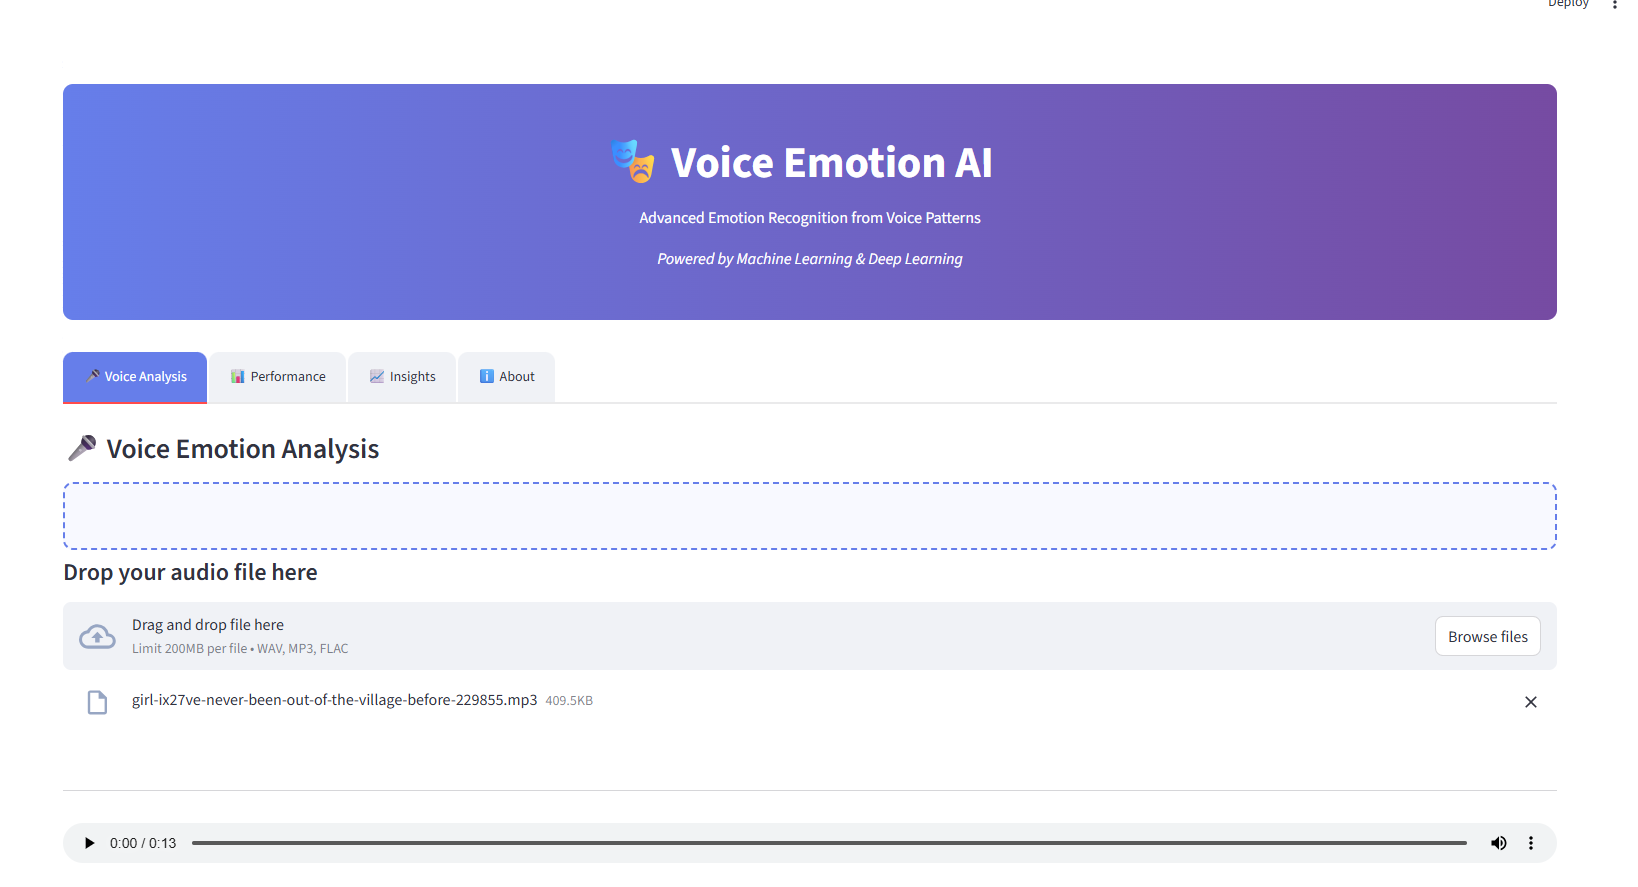 Deploy
Voice Emotion AI
Advanced Emotion Recognition from Voice Patterns
Powered by Machine Learning & Deep Learning
Voice Analysis
Performance
Insights
About
Voice Emotion Analysis
Drop your audio file here
Drag and drop file here
Limit 200MB per file • WAV, MP3, FLAC
Browse files
girl-ix27ve-never-been-out-of-the-village-before-229855.mp3 409.5KB
0:00 / 0:13